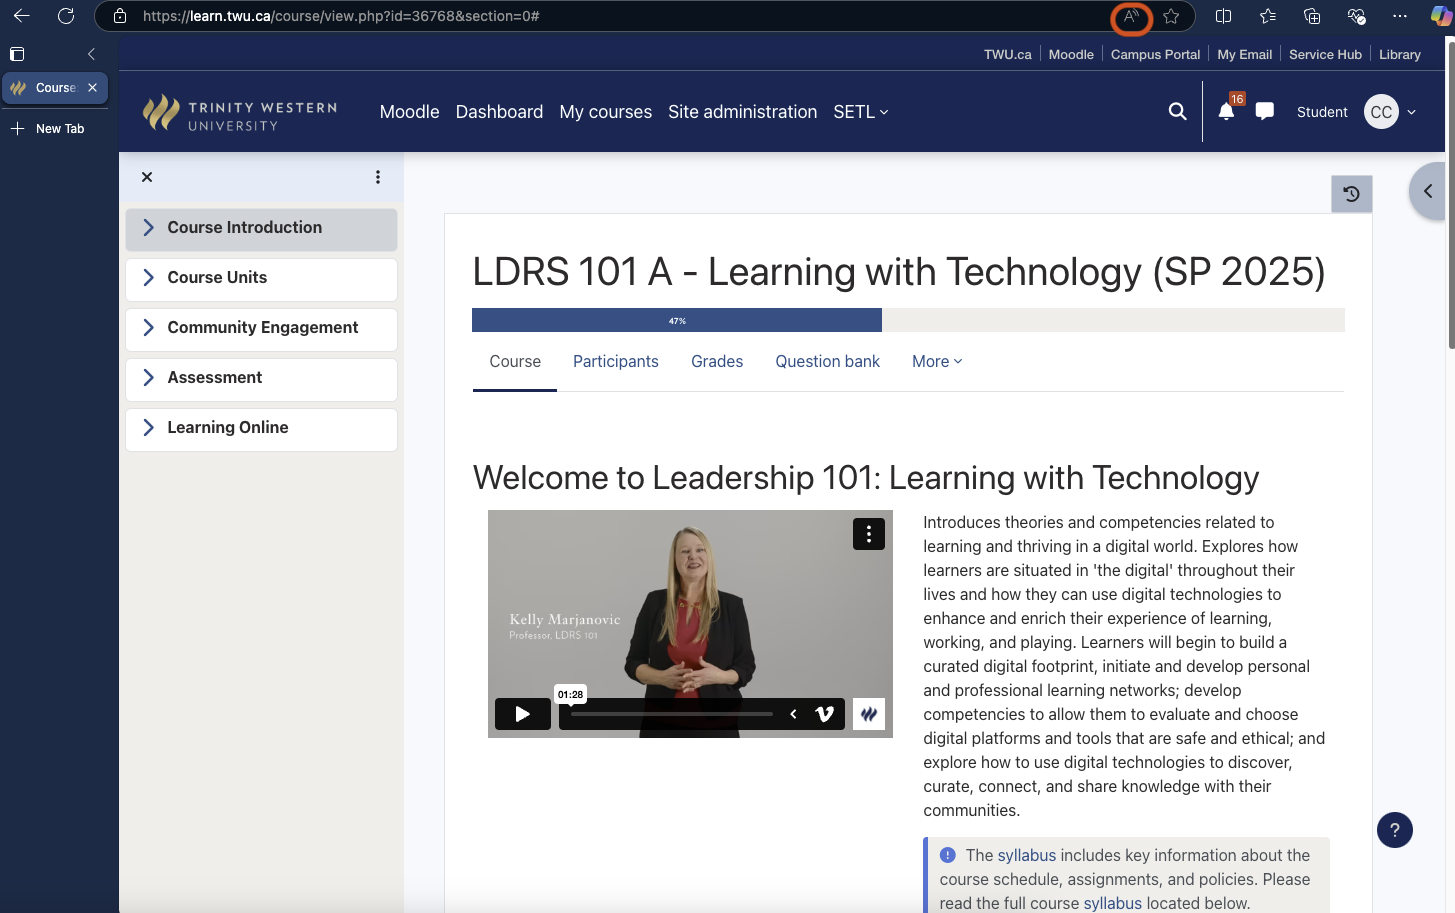 https://learn.twu.ca/course/view.php?id=36768&section=0#
A
Course
New Tab
TWU.ca
Moodle
Campus Portal
My Email
Service Hub
Library
TRINITY WESTERN
UNIVERSITY
Moodle
Dashboard
My courses
Site administration
SETL
16
Student
CC
Course Introduction
Course Units
Community Engagement
Assessment
Learning Online
LDRS 101 A - Learning with Technology (SP 2025)
47%
Course
Participants
Grades
Question bank
More
Welcome to Leadership 101: Learning with Technology
Kelly Marjanovic
Professor, LDRS 101
01:28
Introduces theories and competencies related to
learning and thriving in a digital world. Explores how
learners are situated in 'the digital' throughout their
lives and how they can use digital technologies to
enhance and enrich their experience of learning,
working, and playing. Learners will begin to build a
curated digital footprint, initiate and develop personal
and professional learning networks; develop
competencies to allow them to evaluate and choose
digital platforms and tools that are safe and ethical; and
explore how to use digital technologies to discover,
curate, connect, and share knowledge with their
communities.
The syllabus includes key information about the
course schedule, assignments, and policies. Please
read the full course syllabus located below.
?